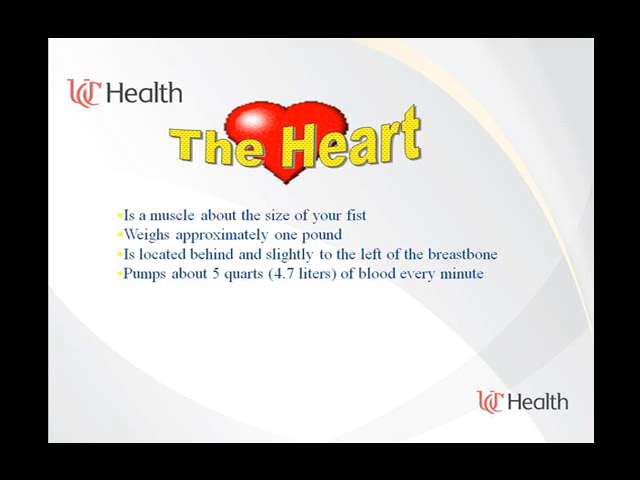 UC Health
The Heart
•Is a muscle about the size of your fist
•Weighs approximately one pound
•Is located behind and slightly to the left of the breastbone
•Pumps about 5 quarts (4.7 liters) of blood every minute
UC Health